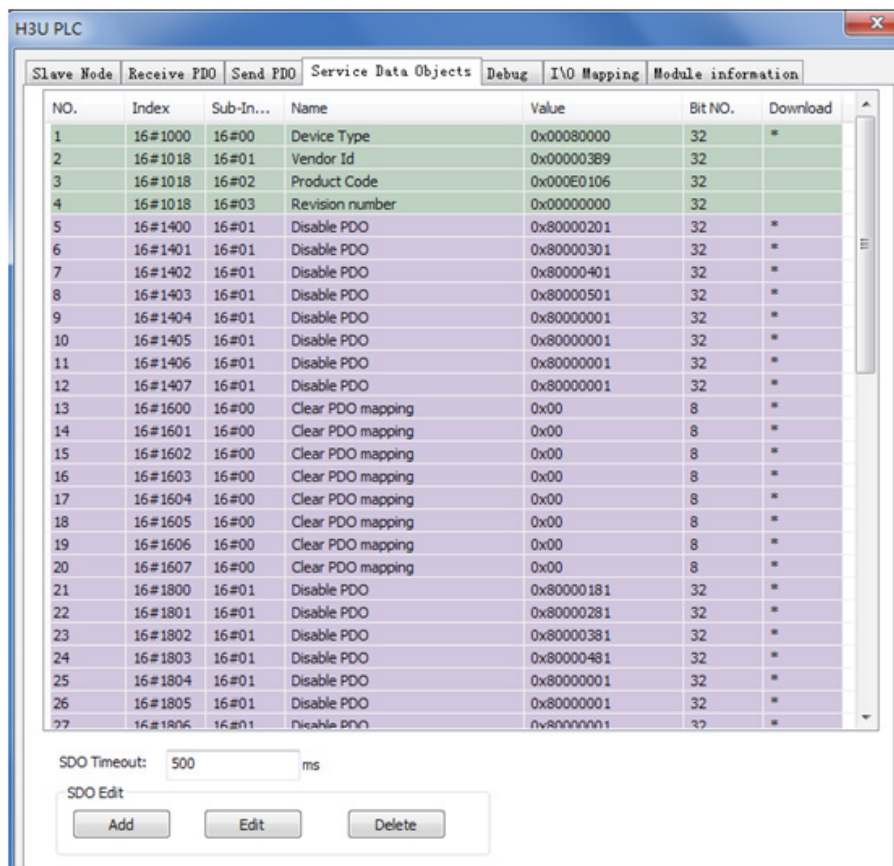 H3U PLC
Slave Node Receive PDO Send PDO Service Data Objects Debug I\O Mapping Module information
NO. Index Sub-In... Name Value Bit NO. Download
1 16#1000 16#00 Device Type 0x00080000 32 *
2 16#1018 16#01 Vendor Id 0x000003B9 32
3 16#1018 16#02 Product Code 0x000E0106 32
4 16#1018 16#03 Revision number 0x00000000 32
5 16#1400 16#01 Disable PDO 0x80000201 32 *
6 16#1401 16#01 Disable PDO 0x80000301 32 *
7 16#1402 16#01 Disable PDO 0x80000401 32 *
8 16#1403 16#01 Disable PDO 0x80000501 32 *
9 16#1404 16#01 Disable PDO 0x80000001 32 *
10 16#1405 16#01 Disable PDO 0x80000001 32 *
11 16#1406 16#01 Disable PDO 0x80000001 32 *
12 16#1407 16#01 Disable PDO 0x80000001 32 *
13 16#1600 16#00 Clear PDO mapping 0x00 8 *
14 16#1601 16#00 Clear PDO mapping 0x00 8 *
15 16#1602 16#00 Clear PDO mapping 0x00 8 *
16 16#1603 16#00 Clear PDO mapping 0x00 8 *
17 16#1604 16#00 Clear PDO mapping 0x00 8 *
18 16#1605 16#00 Clear PDO mapping 0x00 8 *
19 16#1606 16#00 Clear PDO mapping 0x00 8 *
20 16#1607 16#00 Clear PDO mapping 0x00 8 *
21 16#1800 16#01 Disable PDO 0x80000181 32 *
22 16#1801 16#01 Disable PDO 0x80000281 32 *
23 16#1802 16#01 Disable PDO 0x80000381 32 *
24 16#1803 16#01 Disable PDO 0x80000481 32 *
25 16#1804 16#01 Disable PDO 0x80000001 32 *
26 16#1805 16#01 Disable PDO 0x80000001 32 *
27 16#1806 16#01 Disable PDO 0x80000001 32 *
SDO Timeout: 500 ms
SDO Edit
Add Edit Delete